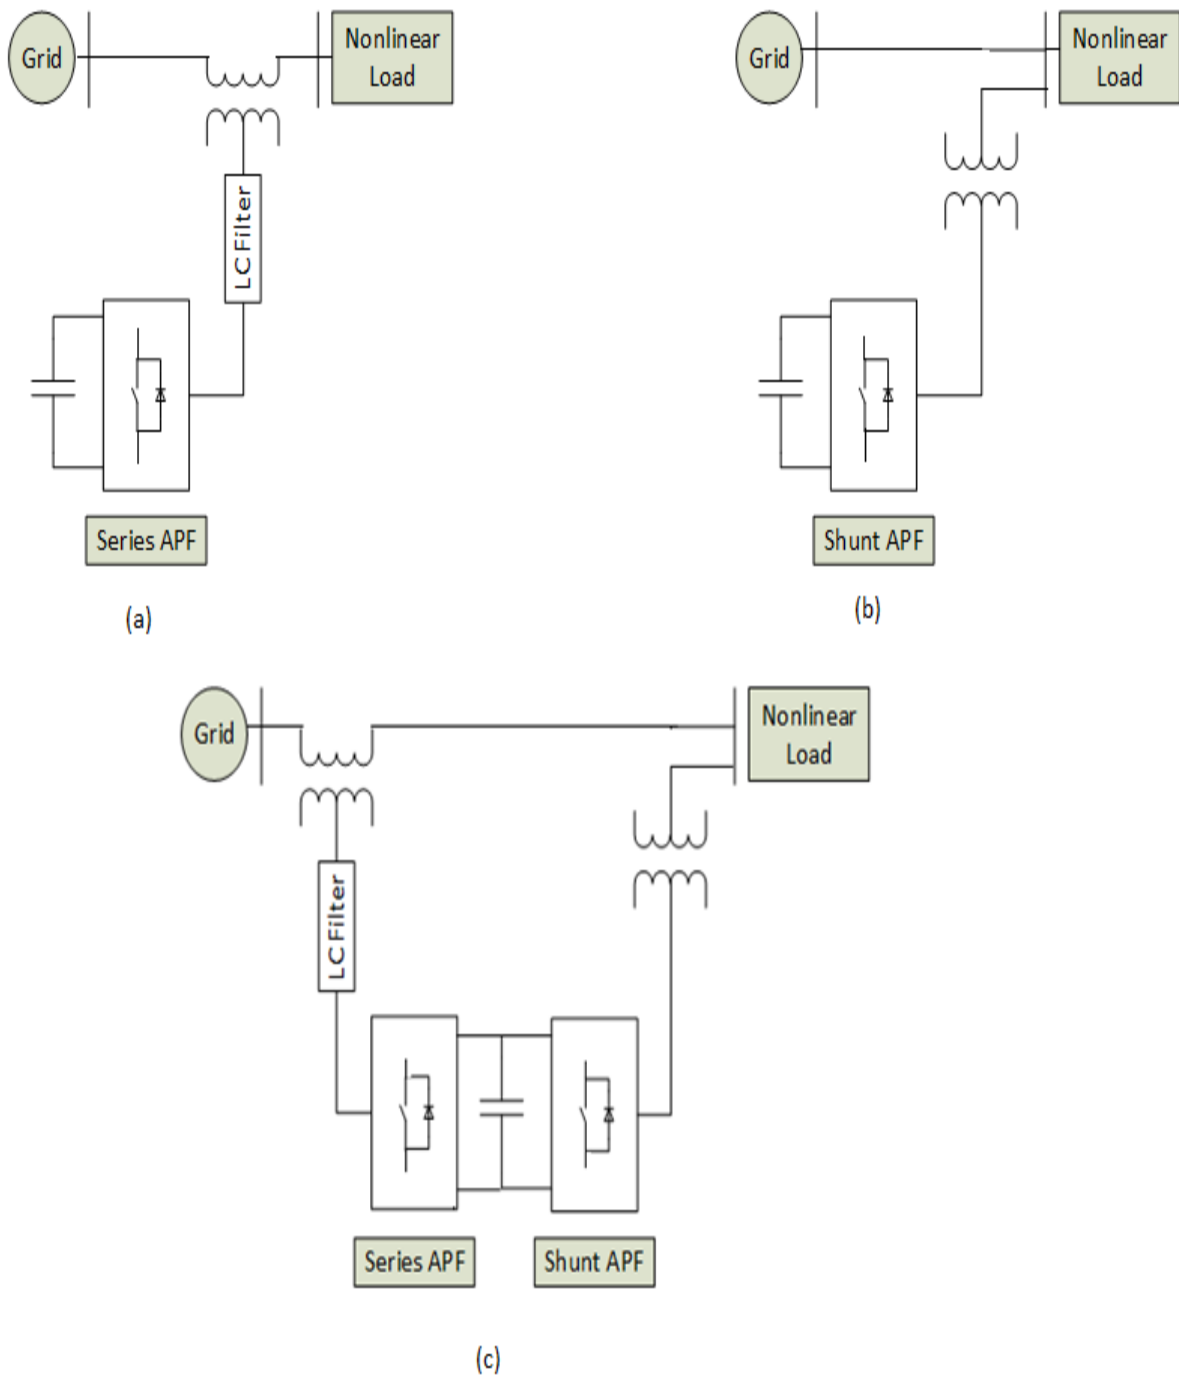 Grid
Nonlinear
Load
LC Filter
Series APF
(a)
Grid
Nonlinear
Load
Shunt APF
(b)
Grid
Nonlinear
Load
LC Filter
Series APF
Shunt APF
(c)